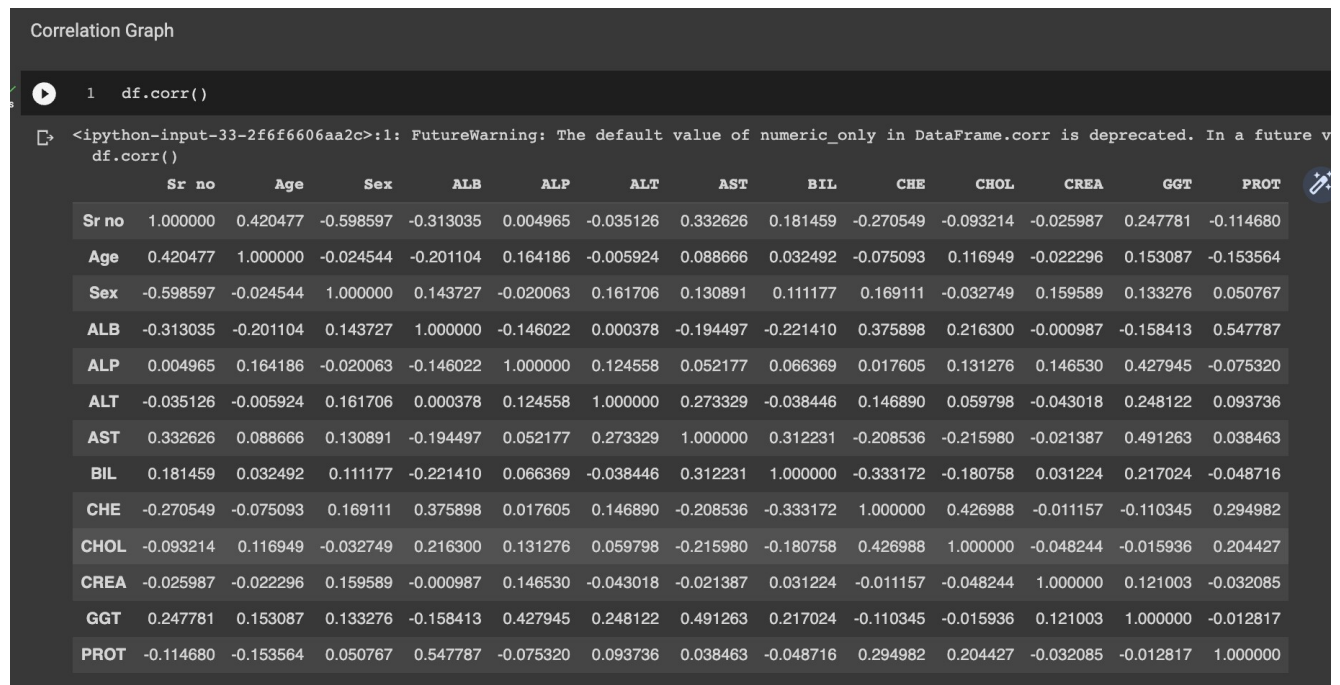 Correlation Graph
s
1 df.corr()
<ipython-input-33-2f6f6606aa2c>:1: FutureWarning: The default value of numeric_only in DataFrame.corr is deprecated. In a future v
df.corr()
Sr no Age Sex ALB ALP ALT AST BIL CHE CHOL CREA GGT PROT
Sr no 1.000000 0.420477 -0.598597 -0.313035 0.004965 -0.035126 0.332626 0.181459 -0.270549 -0.093214 -0.025987 0.247781 -0.114680
Age 0.420477 1.000000 -0.024544 -0.201104 0.164186 -0.005924 0.088666 0.032492 -0.075093 0.116949 -0.022296 0.153087 -0.153564
Sex -0.598597 -0.024544 1.000000 0.143727 -0.020063 0.161706 0.130891 0.111177 0.169111 -0.032749 0.159589 0.133276 0.050767
ALB -0.313035 -0.201104 0.143727 1.000000 -0.146022 0.000378 -0.194497 -0.221410 0.375898 0.216300 -0.000987 -0.158413 0.547787
ALP 0.004965 0.164186 -0.020063 -0.146022 1.000000 0.124558 0.052177 0.066369 0.017605 0.131276 0.146530 0.427945 -0.075320
ALT -0.035126 -0.005924 0.161706 0.000378 0.124558 1.000000 0.273329 -0.038446 0.146890 0.059798 -0.043018 0.248122 0.093736
AST 0.332626 0.088666 0.130891 -0.194497 0.052177 0.273329 1.000000 0.312231 -0.208536 -0.215980 -0.021387 0.491263 0.038463
BIL 0.181459 0.032492 0.111177 -0.221410 0.066369 -0.038446 0.312231 1.000000 -0.333172 -0.180758 0.031224 0.217024 -0.048716
CHE -0.270549 -0.075093 0.169111 0.375898 0.017605 0.146890 -0.208536 -0.333172 1.000000 0.426988 -0.011157 -0.110345 0.294982
CHOL -0.093214 0.116949 -0.032749 0.216300 0.131276 0.059798 -0.215980 -0.180758 0.426988 1.000000 -0.048244 -0.015936 0.204427
CREA -0.025987 -0.022296 0.159589 -0.000987 0.146530 -0.043018 -0.021387 0.031224 -0.011157 -0.048244 1.000000 0.121003 -0.032085
GGT 0.247781 0.153087 0.133276 -0.158413 0.427945 0.248122 0.491263 0.217024 -0.110345 -0.015936 0.121003 1.000000 -0.012817
PROT -0.114680 -0.153564 0.050767 0.547787 -0.075320 0.093736 0.038463 -0.048716 0.294982 0.204427 -0.032085 -0.012817 1.000000